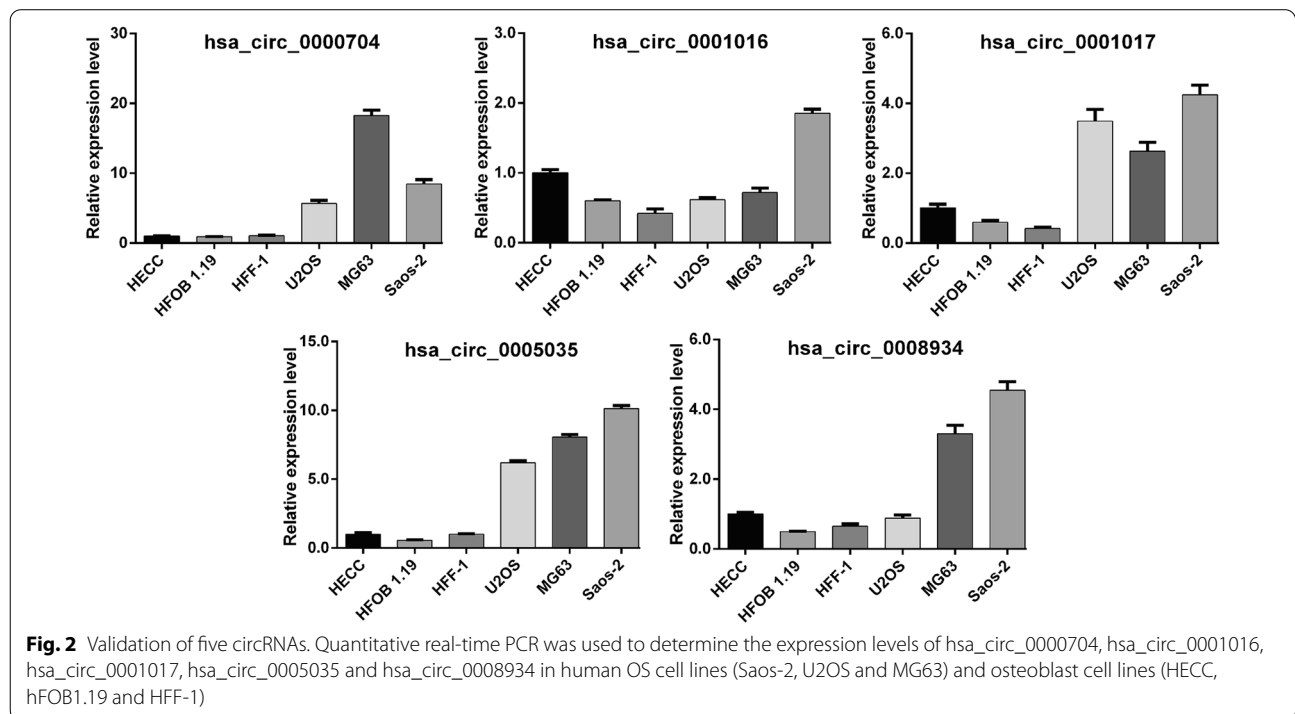 hsa_circ_0000704
Relative expression level
30
20
10
0
HECC
HFOB 1.19
HFF-1
U2OS
MG63
Saos-2
hsa_circ_0001016
Relative expression level
3.0
2.0
1.0
0.0
HECC
HFOB 1.19
HFF-1
U2OS
MG63
Saos-2
hsa_circ_0001017
Relative expression level
6.0
4.0
2.0
0.0
HECC
HFOB 1.19
HFF-1
U2OS
MG63
Saos-2
hsa_circ_0005035
Relative expression level
15.0
10.0
5.0
0.0
HECC
HFOB 1.19
HFF-1
U2OS
MG63
Saos-2
hsa_circ_0008934
Relative expression level
6.0
4.0
2.0
0.0
HECC
HFOB 1.19
HFF-1
U2OS
MG63
Saos-2
Fig. 2 Validation of five circRNAs. Quantitative real-time PCR was used to determine the expression levels of hsa_circ_0000704, hsa_circ_0001016,
hsa_circ_0001017, hsa_circ_0005035 and hsa_circ_0008934 in human OS cell lines (Saos-2, U2OS and MG63) and osteoblast cell lines (HECC,
hFOB1.19 and HFF-1)